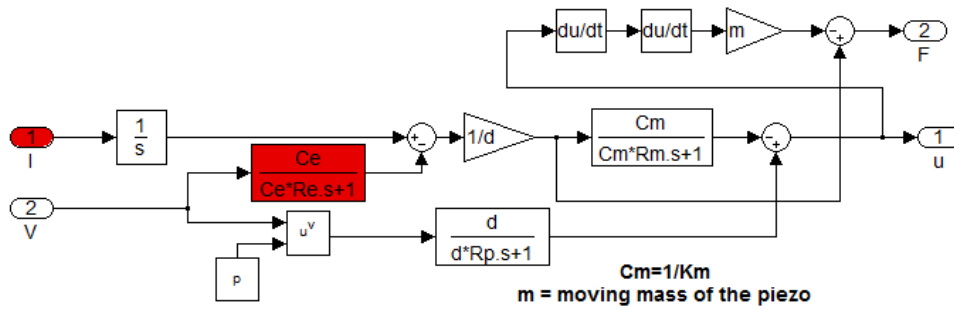 du/dt
du/dt
m
-
+
2
F
1
I
1
s
+
-
1/d
Cm
Cm*Rm.s+1
-
+
1
u
Ce
Ce*Re.s+1
2
V
u^v
d
d*Rp.s+1
p
Cm=1/Km
m = moving mass of the piezo